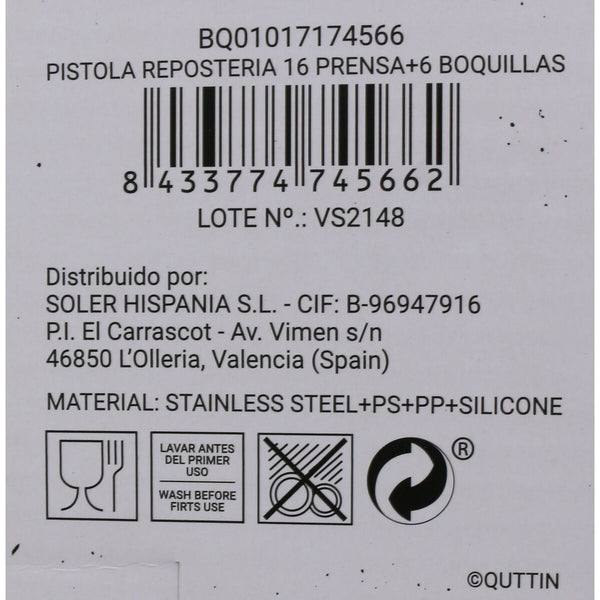 BQ01017174566
PISTOLA REPOSTERIA 16 PRENSA+6 BOQUILLAS
8 433774 745662
LOTE Nº.: VS2148
Distribuido por:
SOLER HISPANIA S.L. - CIF: B-96947916
P.I. El Carrascot - Av. Vimen s/n
46850 L’Olleria, Valencia (Spain)
MATERIAL: STAINLESS STEEL+PS+PP+SILICONE
LAVAR ANTES
DEL PRIMER
USO
WASH BEFORE
FIRTS USE
®
©QUTTIN